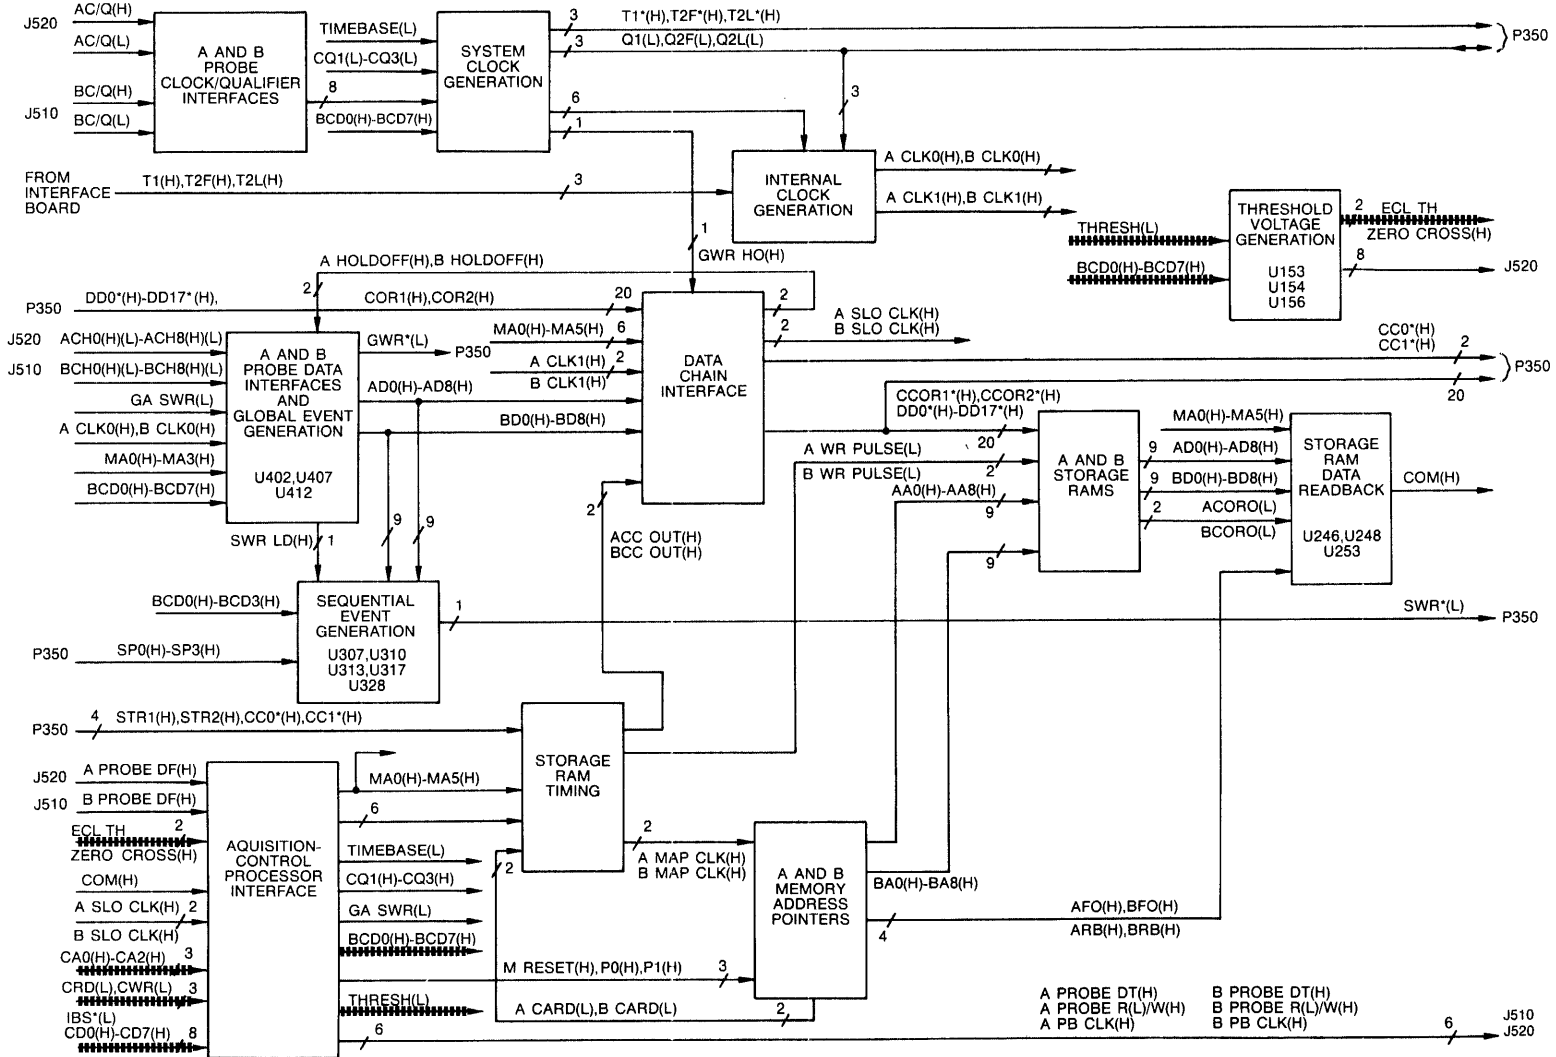 J520
AC/Q(H)
AC/Q(L)
J510
BC/Q(H)
BC/Q(L)
A AND B
PROBE
CLOCK/QUALIFIER
INTERFACES
8
TIMEBASE(L)
CQ1(L)-CQ3(L)
BCD0(H)-BCD7(H)
SYSTEM
CLOCK
GENERATION
3
T1*(H),T2F*(H),T2L*(H)
3
Q1(L),Q2F(L),Q2L(L)
P350
6
1
3
FROM
INTERFACE
BOARD
T1(H),T2F(H),T2L(H)
3
INTERNAL
CLOCK
GENERATION
A CLK0(H),B CLK0(H)
A CLK1(H),B CLK1(H)
1
GWR HO(H)
THRESH(L)
BCD0(H)-BCD7(H)
THRESHOLD
VOLTAGE
GENERATION
U153
U154
U156
2
ECL TH
ZERO CROSS(H)
8
J520
A HOLDOFF(H),B HOLDOFF(H)
2
P350
DD0*(H)-DD17*(H),
COR1(H),COR2(H)
20
J520
ACH0(H)(L)-ACH8(H)(L)
J510
BCH0(H)(L)-BCH8(H)(L)
GA SWR(L)
A CLK0(H),B CLK0(H)
MA0(H)-MA3(H)
BCD0(H)-BCD7(H)
A AND B
PROBE DATA
INTERFACES
AND
GLOBAL EVENT
GENERATION
U402,U407
U412
GWR*(L)
P350
AD0(H)-AD8(H)
BD0(H)-BD8(H)
MA0(H)-MA5(H)
6
A CLK1(H)
2
B CLK1(H)
DATA
CHAIN
INTERFACE
2
2
A SLO CLK(H)
B SLO CLK(H)
CC0*(H)
CC1*(H)
2
P350
20
CCOR1*(H),CCOR2*(H)
DD0*(H)-DD17*(H)
20
A WR PULSE(L)
B WR PULSE(L)
2
AA0(H)-AA8(H)
9
9
A AND B
STORAGE
RAMS
MA0(H)-MA5(H)
9
AD0(H)-AD8(H)
9
BD0(H)-BD8(H)
2
ACORO(L)
BCORO(L)
STORAGE
RAM
DATA
READBACK
U246,U248
U253
COM(H)
2
ACC OUT(H)
BCC OUT(H)
SWR LD(H)
1
9
9
BCD0(H)-BCD3(H)
P350
SP0(H)-SP3(H)
SEQUENTIAL
EVENT
GENERATION
U307,U310
U313,U317
U328
1
SWR*(L)
P350
P350
4
STR1(H),STR2(H),CC0*(H),CC1*(H)
STORAGE
RAM
TIMING
J520
A PROBE DF(H)
J510
B PROBE DF(H)
ECL TH
2
ZERO CROSS(H)
COM(H)
A SLO CLK(H)
2
B SLO CLK(H)
CA0(H)-CA2(H)
3
CRD(L),CWR(L)
3
IBS*(L)
CD0(H)-CD7(H)
8
AQUISITION-
CONTROL
PROCESSOR
INTERFACE
MA0(H)-MA5(H)
6
TIMEBASE(L)
CQ1(H)-CQ3(H)
GA SWR(L)
BCD0(H)-BCD7(H)
M RESET(H),P0(H),P1(H)
3
THRESH(L)
A CARD(L),B CARD(L)
2
2
2
A MAP CLK(H)
B MAP CLK(H)
A AND B
MEMORY
ADDRESS
POINTERS
BA0(H)-BA8(H)
4
AFO(H),BFO(H)
ARB(H),BRB(H)
6
A PROBE DT(H)
A PROBE R(L)/W(H)
A PB CLK(H)
B PROBE DT(H)
B PROBE R(L)/W(H)
B PB CLK(H)
6
J510
J520